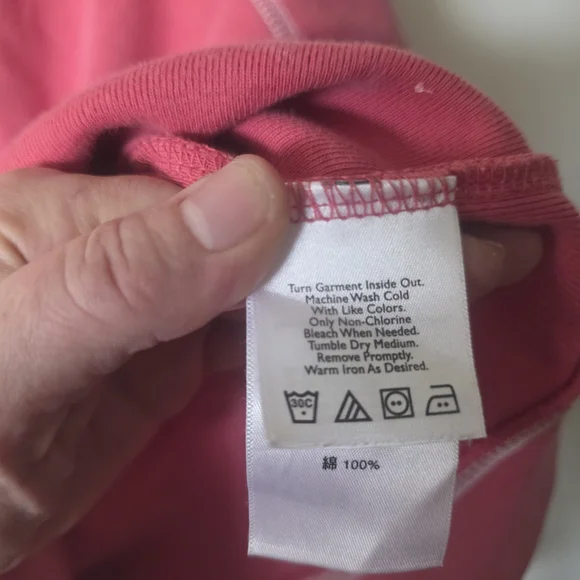 Turn Garment Inside Out.
Machine Wash Cold
With Like Colors.
Only Non-Chlorine
Bleach When Needed.
Tumble Dry Medium.
Remove Promptly.
Warm Iron As Desired.
30C
綿 100%